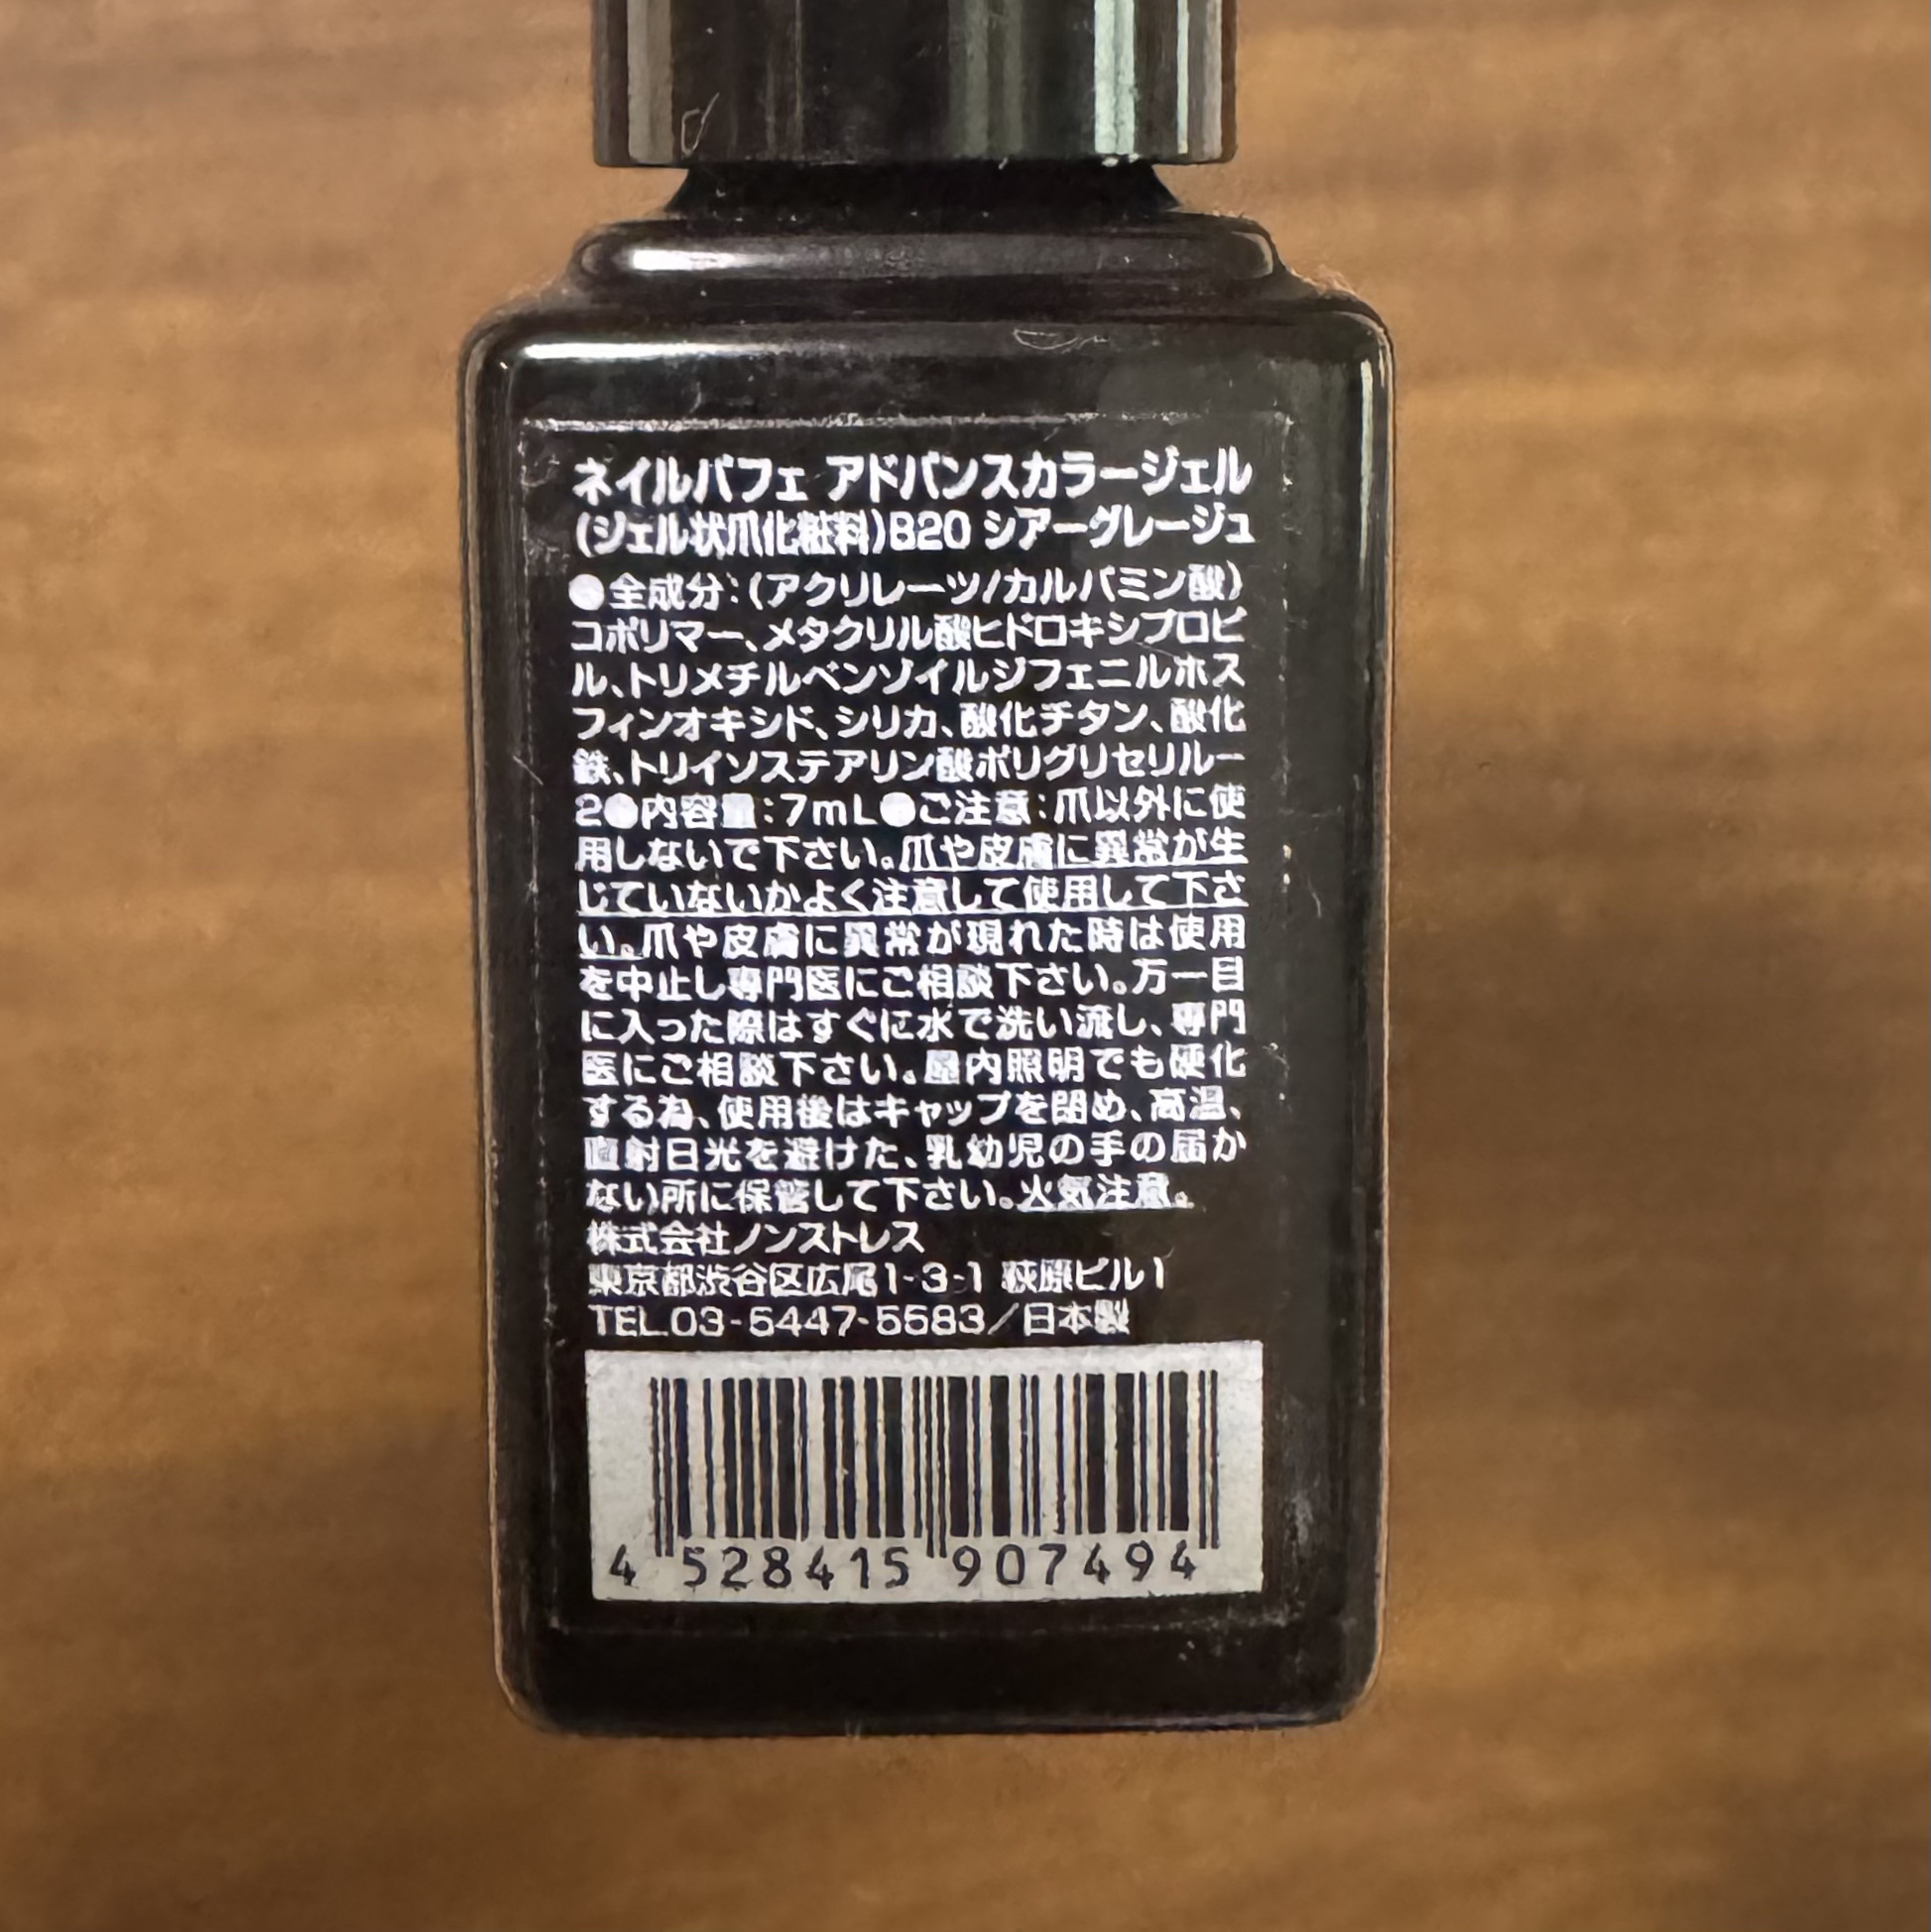 ネイルパフェ アドバンスカラージェル
(ジェル状爪化粧料)B20 シアーグレージュ
●全成分:(アクリレーツ/カルバミン酸)
コポリマー、メタクリル酸ヒドロキシプロピ
ル、トリメチルベンゾイルジフェニルホス
フィンオキシド、シリカ、酸化チタン、酸化
鉄、トリイソステアリン酸ポリグリセリルー
2●内容量:7mL●ご注意:爪以外に使
用しないで下さい。爪や皮膚に異常が生
じていないかよく注意して使用して下さ
い。爪や皮膚に異常が現れた時は使用
を中止し専門医にご相談下さい。万一目
に入った際はすぐに水で洗い流し、専門
医にご相談下さい。屋内照明でも硬化
する為、使用後はキャップを閉め、高温、
直射日光を避けた、乳幼児の手の届か
ない所に保管して下さい。火気注意。
株式会社ノンストレス
東京都渋谷区広尾1-3-1 萩原ビル1
TEL.03-5447-5583/日本製
4 528415 907494